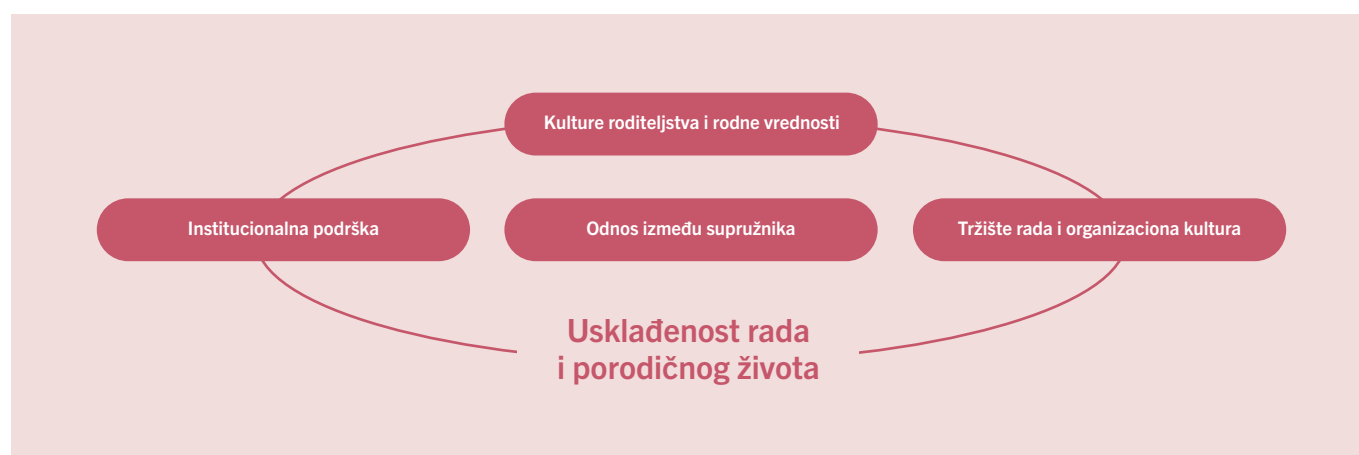 Kulture roditeljstva i rodne vrednosti
Institucionalna podrška
Odnos između supružnika
Tržište rada i organizaciona kultura
Usklađenost rada
i porodičnog života